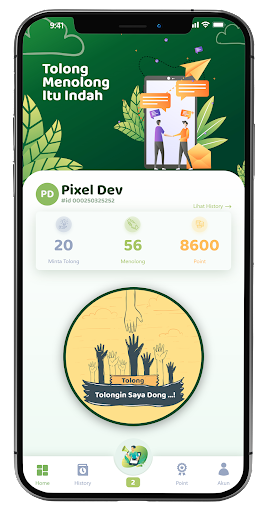 9:41
Tolong
Menolong
Itu Indah
PD
Pixel Dev
#id 000250325252
Lihat History →
20
56
8600
Minta Tolong
Menolong
Point
Tolong
Tolongin Saya Dong ...!
Home
History
2
Point
Akun